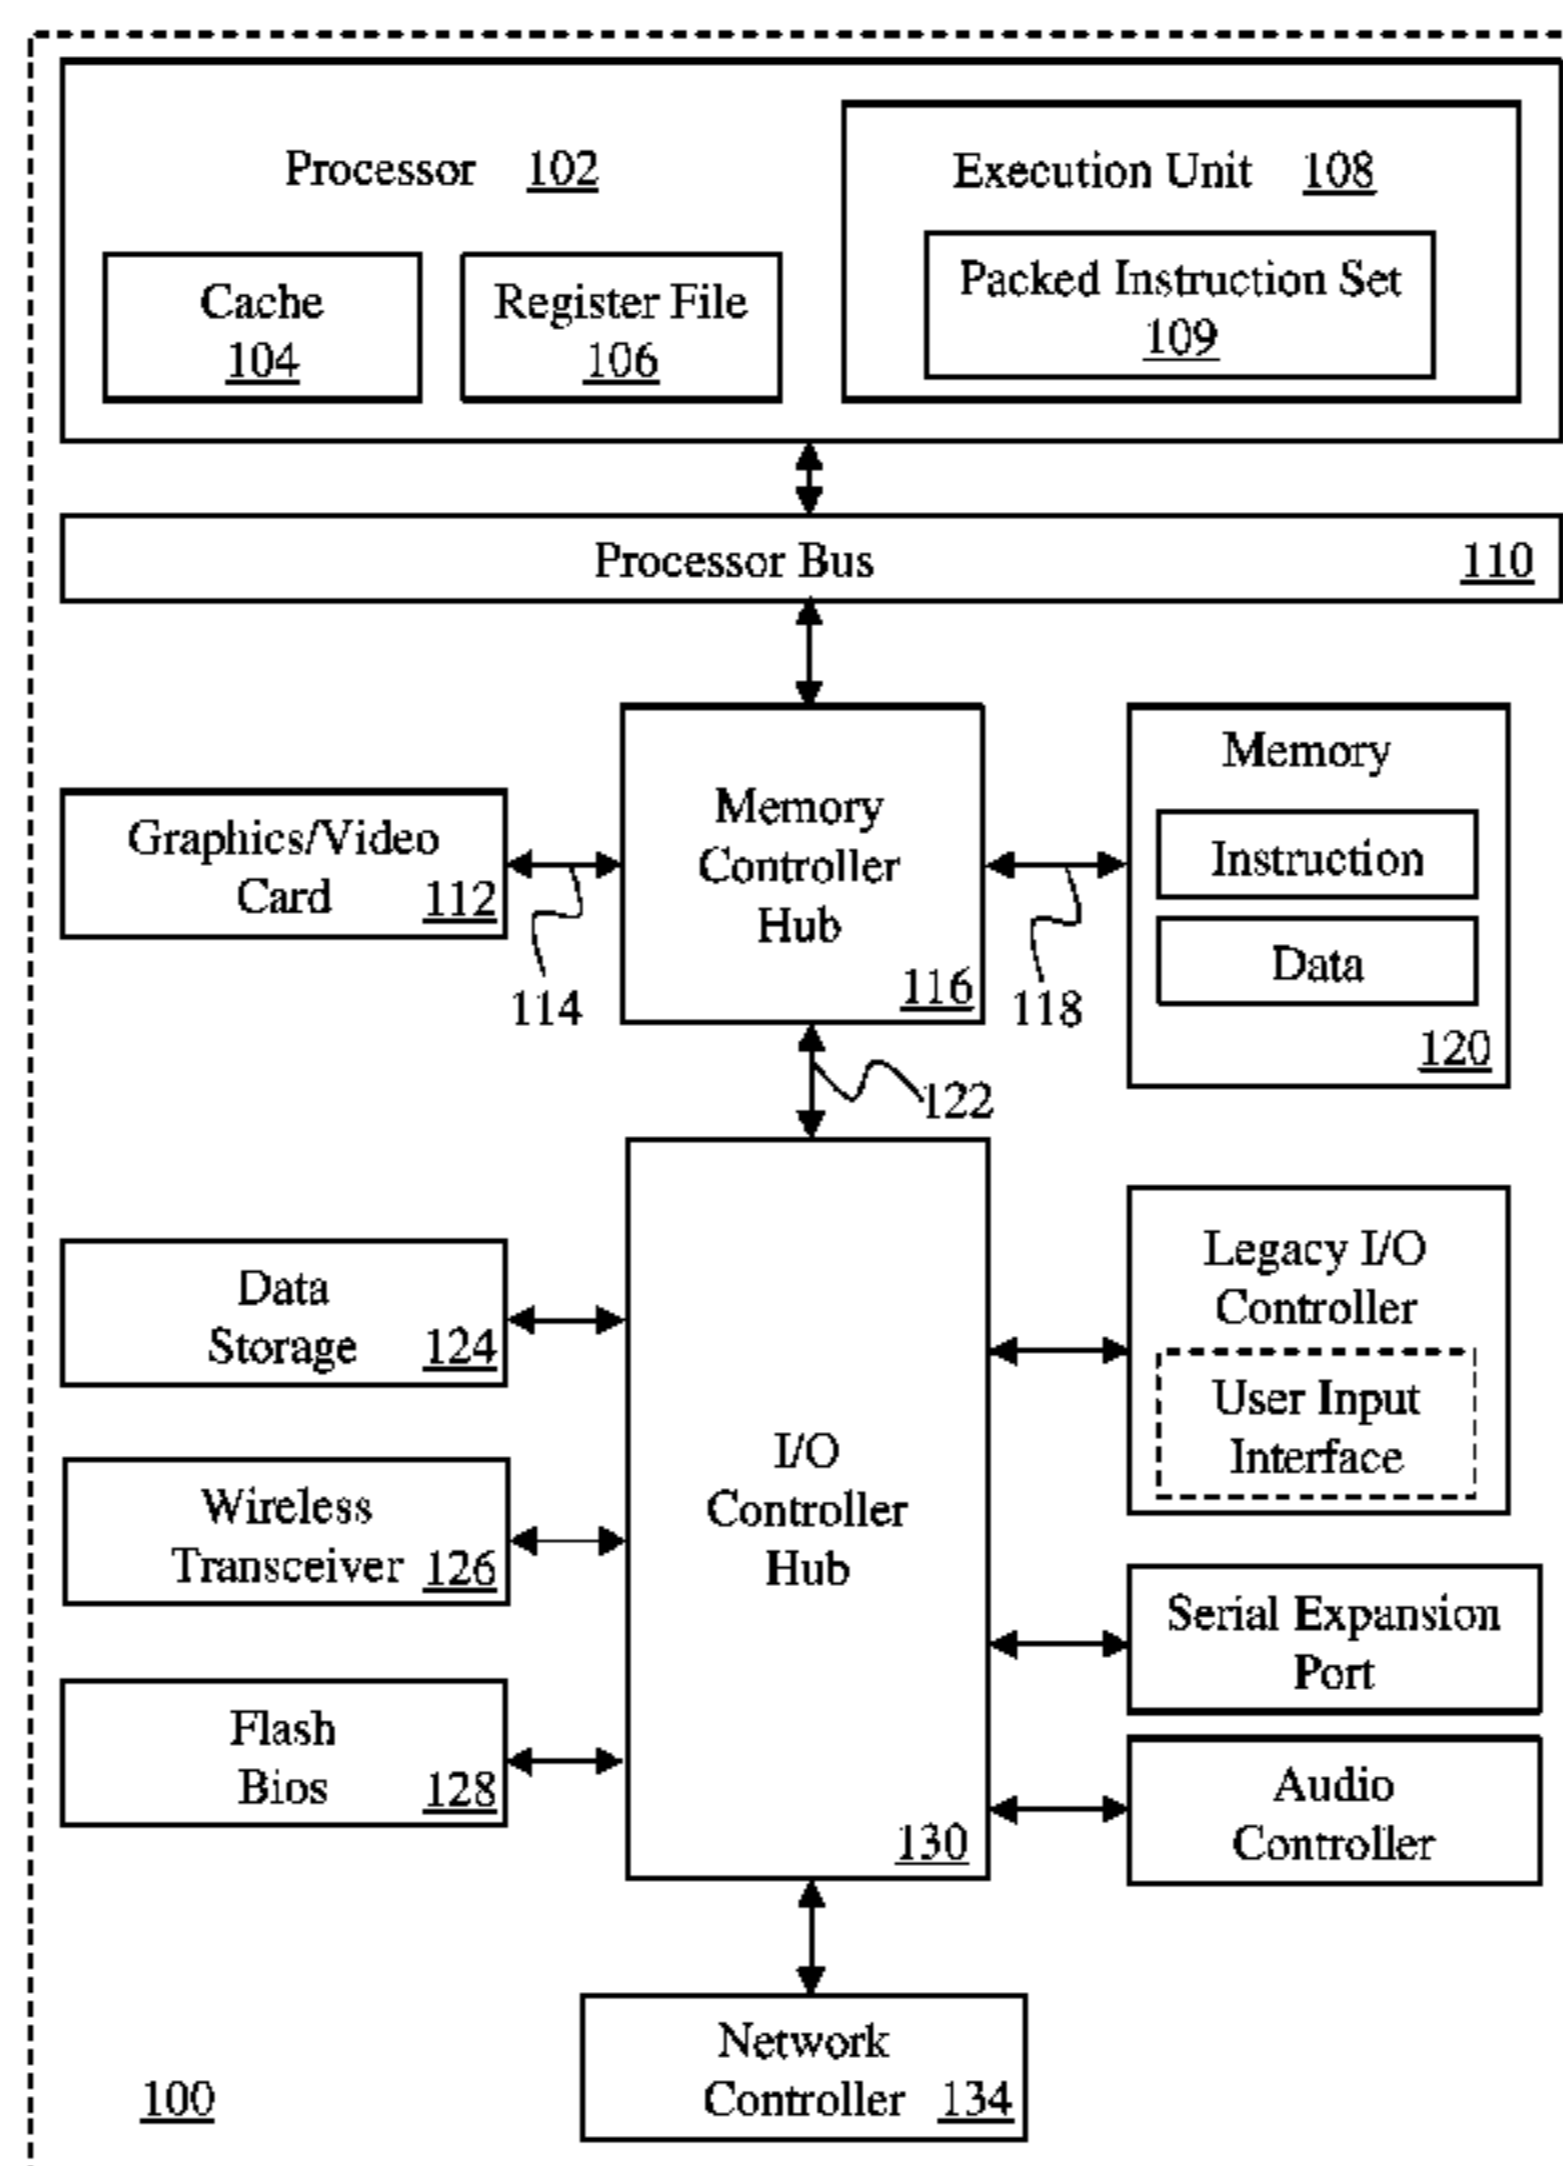 Processor 102
Execution Unit 108
Cache
104
Register File
106
Packed Instruction Set
109
Processor Bus 110
Graphics/Video
Card 112
114
Memory
Controller
Hub
116
118
Memory
Instruction
Data
120
122
Data
Storage 124
Wireless
Transceiver 126
Flash
Bios 128
I/O
Controller
Hub
130
Legacy I/O
Controller
User Input
Interface
Serial Expansion
Port
Audio
Controller
Network
Controller 134
100